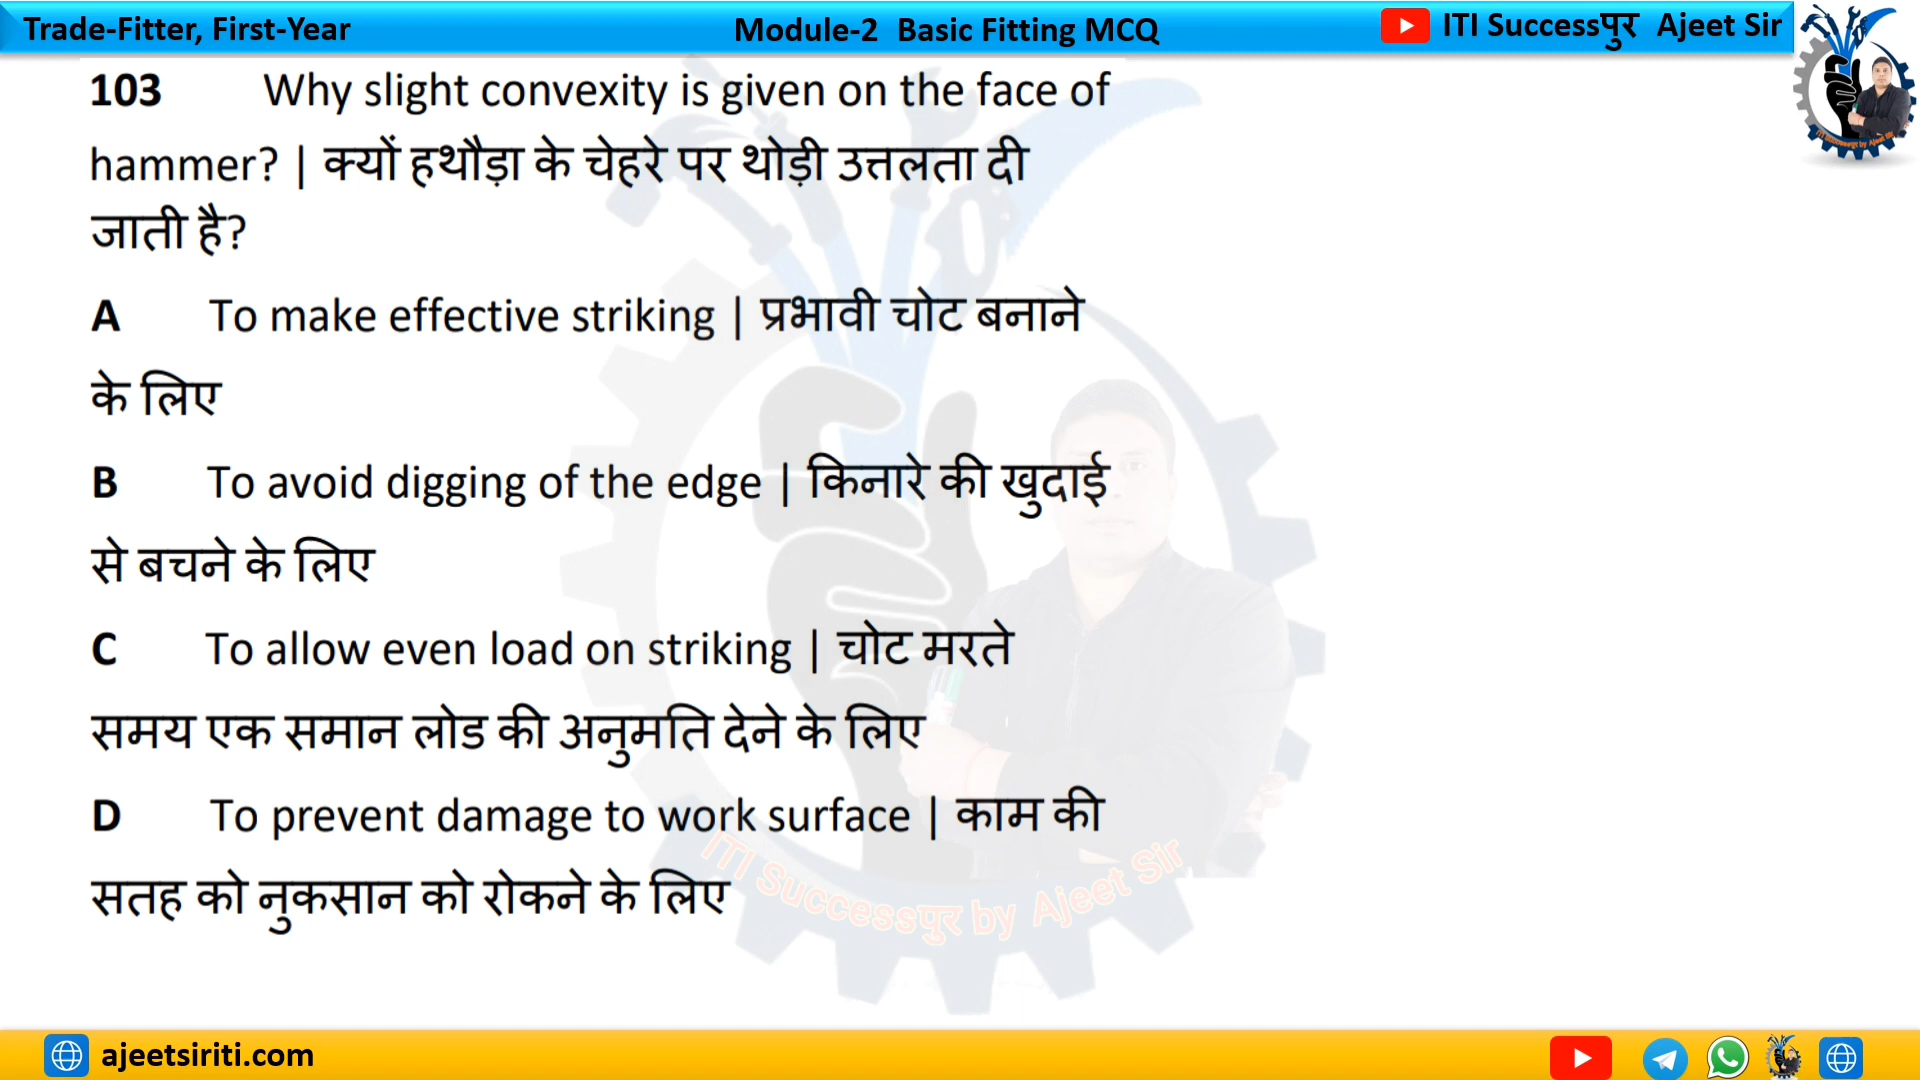 Trade-Fitter, First-Year
Module-2 Basic Fitting MCQ
ITI Successपुर Ajeet Sir
103 Why slight convexity is given on the face of
hammer? | क्यों हथौड़ा के चेहरे पर थोड़ी उत्तलता दी
जाती है?
A To make effective striking | प्रभावी चोट बनाने
के लिए
B To avoid digging of the edge | किनारे की खुदाई
से बचने के लिए
C To allow even load on striking | चोट मरते
समय एक समान लोड की अनुमति देने के लिए
D To prevent damage to work surface | काम की
सतह को नुकसान को रोकने के लिए
ITI Successपुर by Ajeet Sir
ajeetsiriti.com